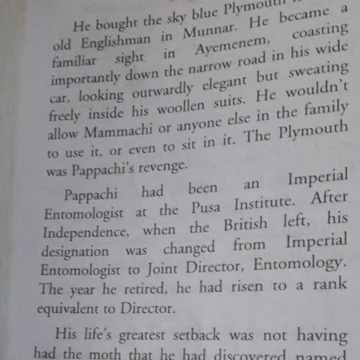 He bought the sky blue Plymouth
old Englishman in Munnar. He became a
familiar sight in Ayemenem, coasting
importantly down the narrow road in his wide
car, looking outwardly elegant but sweating
freely inside his woollen suits. He wouldn't
allow Mammachi or anyone else in the family
to use it, or even to sit in it. The Plymouth
was Pappachi's revenge.
Pappachi had been an Imperial
Entomologist at the Pusa Institute. After
Independence, when the British left, his
designation was changed from Imperial
Entomologist to Joint Director, Entomology.
The year he retired, he had risen to a rank
equivalent to Director.
His life's greatest setback was not having
had the moth that he had discovered named